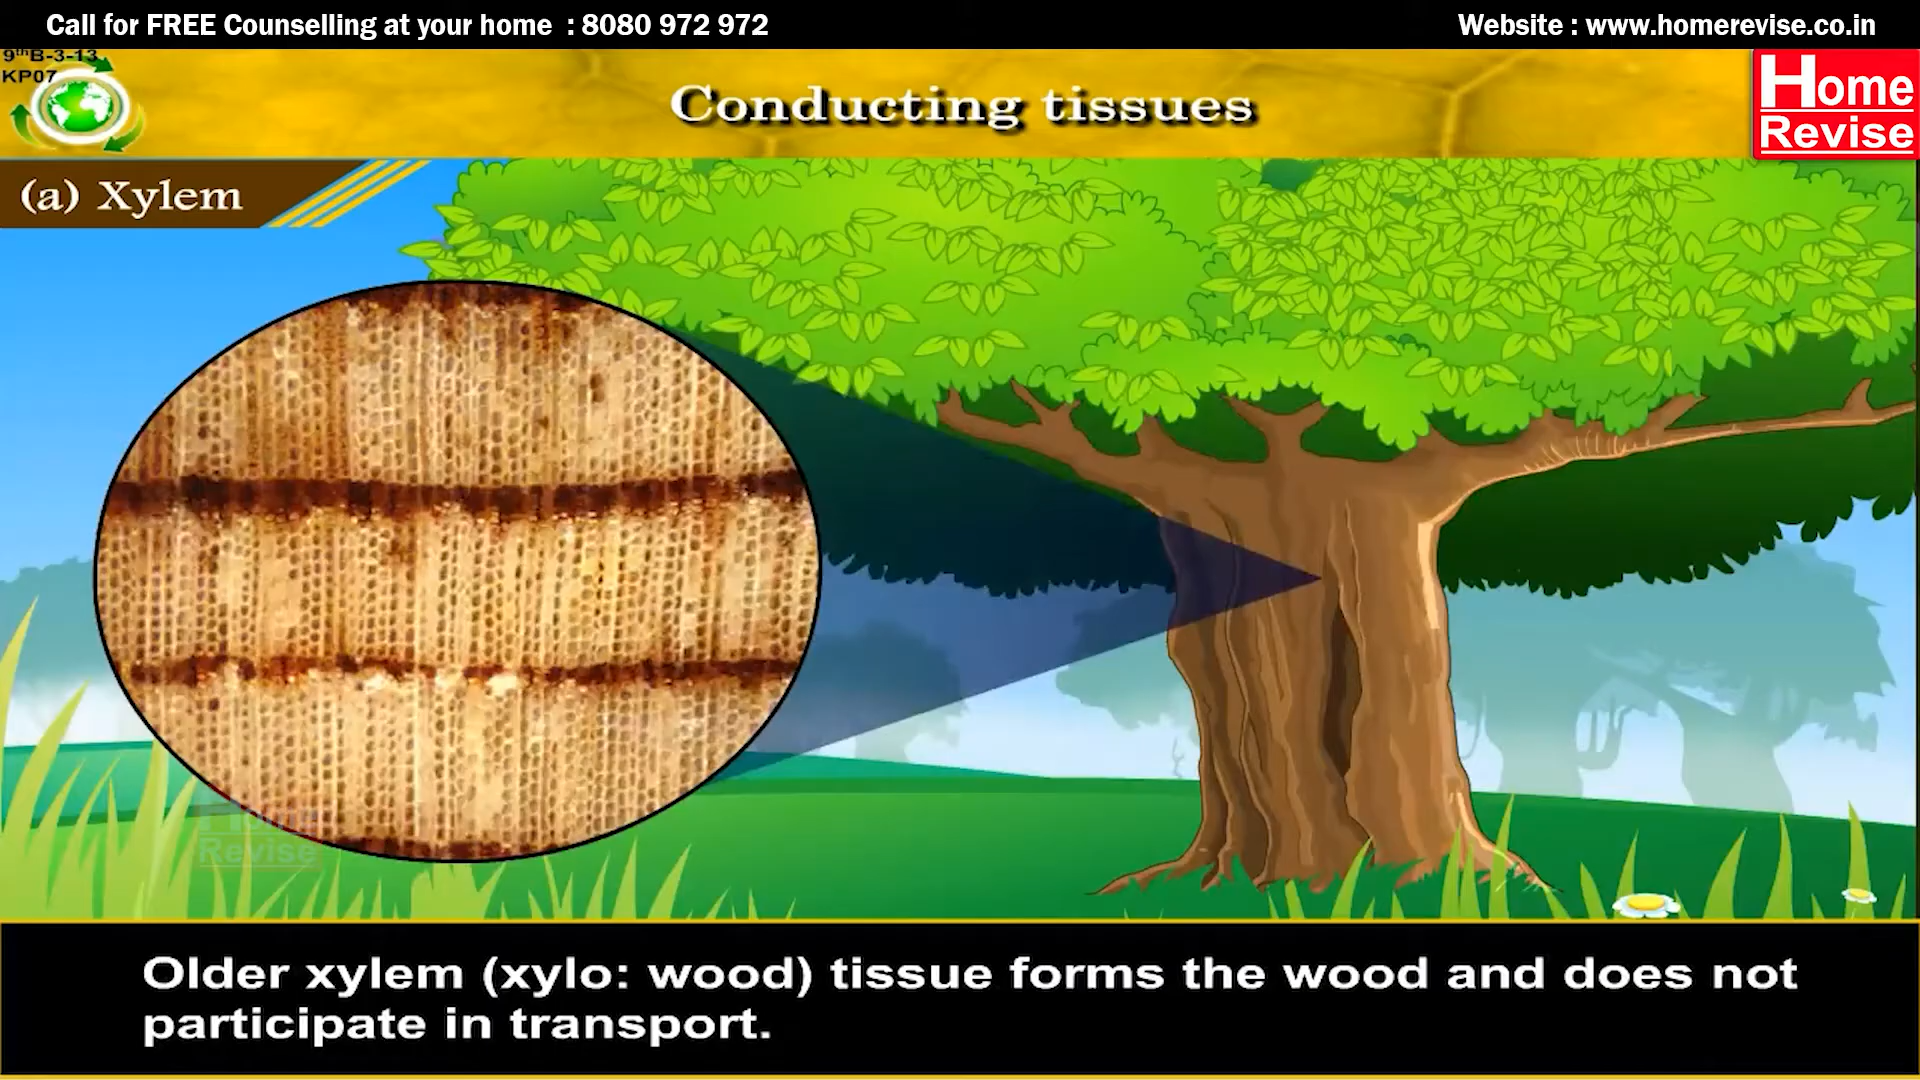 Call for FREE Counselling at your home : 8080 972 972
Website : www.homerevise.co.in
9thB-3-13
KP07
Conducting tissues
Home
Revise
(a) Xylem
Home
Revise
Older xylem (xylo: wood) tissue forms the wood and does not
participate in transport.